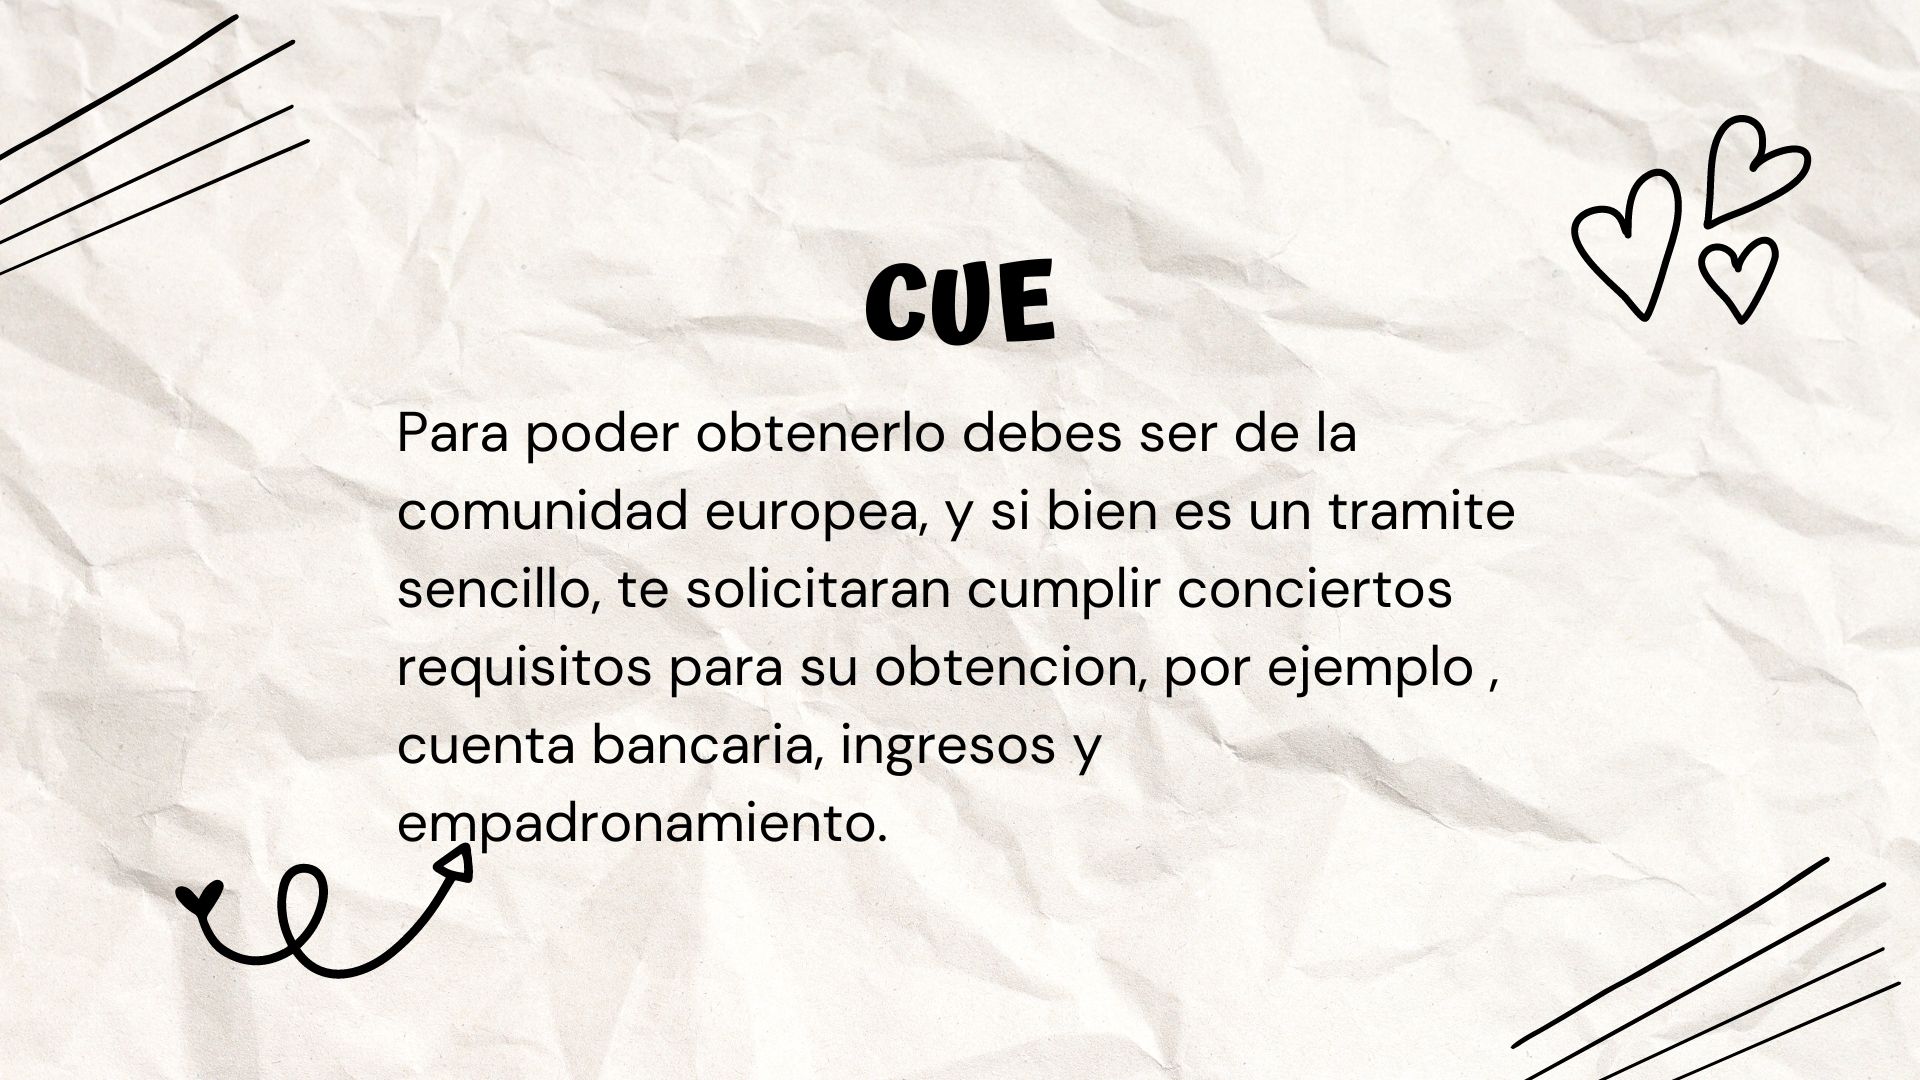 CUE
Para poder obtenerlo debes ser de la
comunidad europea, y si bien es un tramite
sencillo, te solicitaran cumplir conciertos
requisitos para su obtencion, por ejemplo ,
cuenta bancaria, ingresos y
empadronamiento.